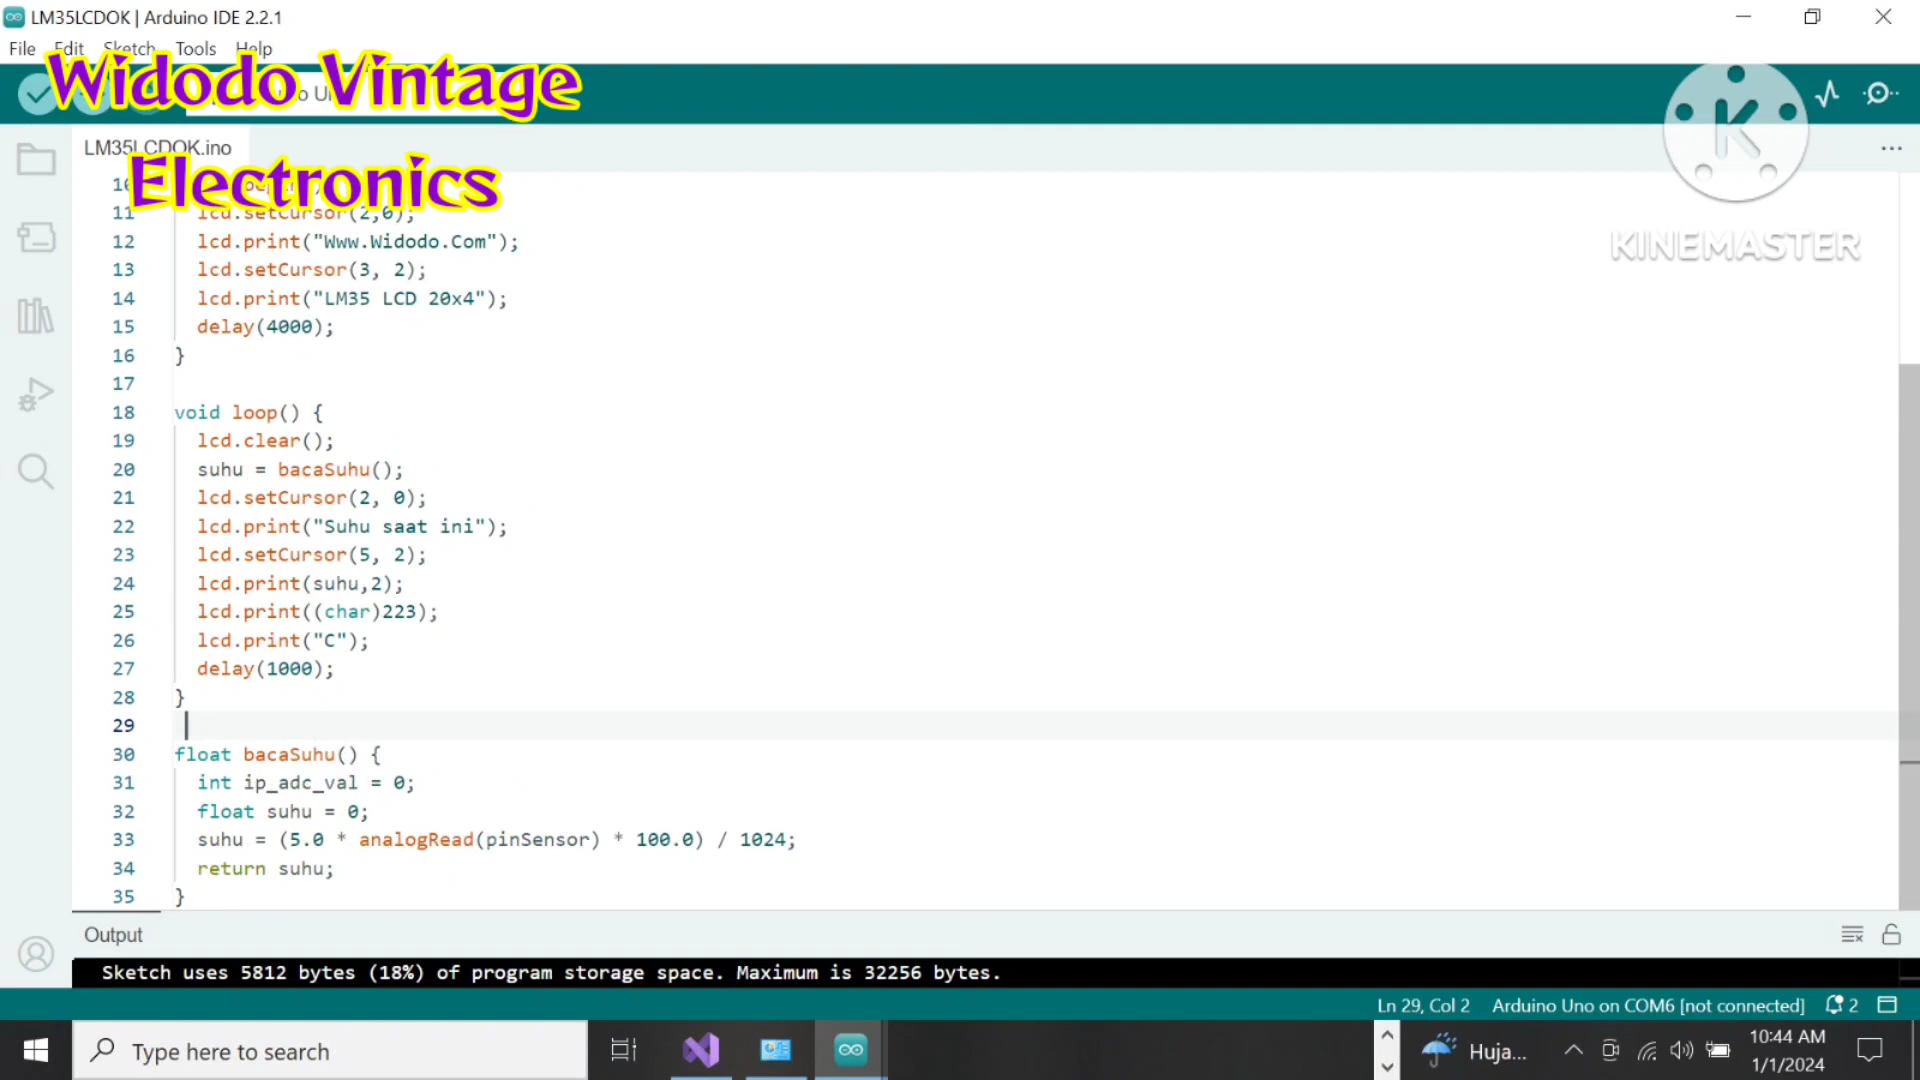 LM35LCDOK | Arduino IDE 2.2.1
File Edit Sketch Tools Help
Widodo Vintage
Electronics
LM35LCDOK.ino
KINEMASTER
10
11 lcd.setCursor(2,0);
12 lcd.print("Www.Widodo.Com");
13 lcd.setCursor(3, 2);
14 lcd.print("LM35 LCD 20x4");
15 delay(4000);
16 }
17
18 void loop() {
19 lcd.clear();
20 suhu = bacaSuhu();
21 lcd.setCursor(2, 0);
22 lcd.print("Suhu saat ini");
23 lcd.setCursor(5, 2);
24 lcd.print(suhu,2);
25 lcd.print((char)223);
26 lcd.print("C");
27 delay(1000);
28 }
29
30 float bacaSuhu() {
31 int ip_adc_val = 0;
32 float suhu = 0;
33 suhu = (5.0 * analogRead(pinSensor) * 100.0) / 1024;
34 return suhu;
35 }
Output
Sketch uses 5812 bytes (18%) of program storage space. Maximum is 32256 bytes.
Ln 29, Col 2 Arduino Uno on COM6 [not connected] 2
Type here to search
Huja...
10:44 AM
1/1/2024